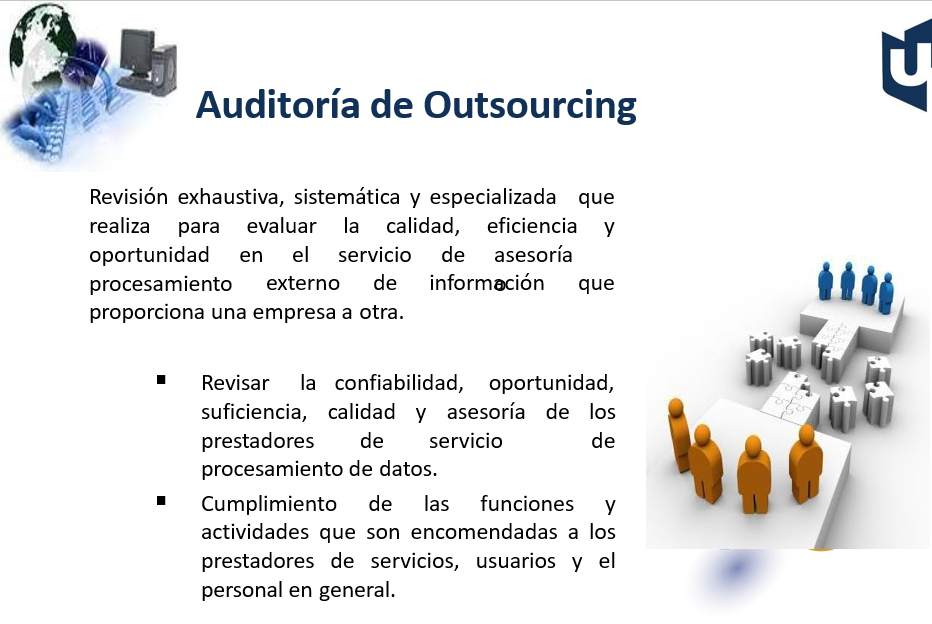 Auditoría de Outsourcing
Revisión exhaustiva, sistemática y especializada que
realiza para evaluar la calidad, eficiencia y
oportunidad en el servicio de asesoría
procesamiento externo de información que
proporciona una empresa a otra.
▪ Revisar la confiabilidad, oportunidad,
suficiencia, calidad y asesoría de los
prestadores de servicio de
procesamiento de datos.
▪ Cumplimiento de las funciones y
actividades que son encomendadas a los
prestadores de servicios, usuarios y el
personal en general.